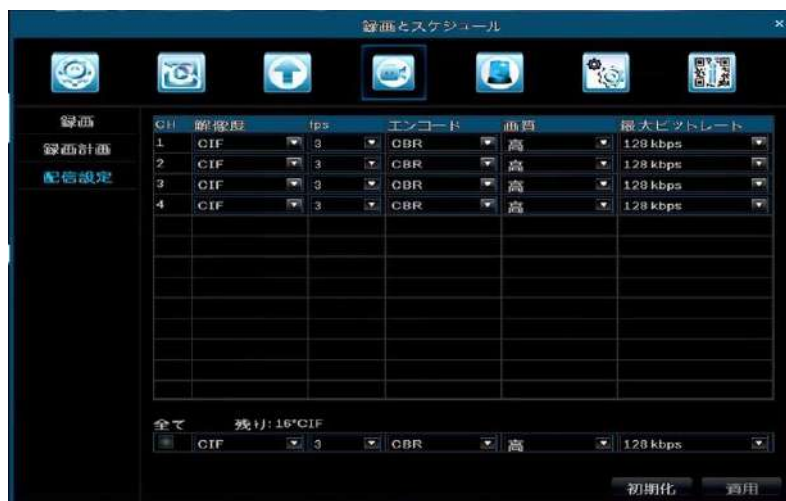 録画とスケジュール ×
録画
録画計画
配信設定
CH 解像度 fps エンコード 画質 最大ビットレート
1 CIF 3 CBR 高 128 kbps
2 CIF 3 CBR 高 128 kbps
3 CIF 3 CBR 高 128 kbps
4 CIF 3 CBR 高 128 kbps
全て 残り:16*CIF
CIF 3 CBR 高 128 kbps
初期化 適用